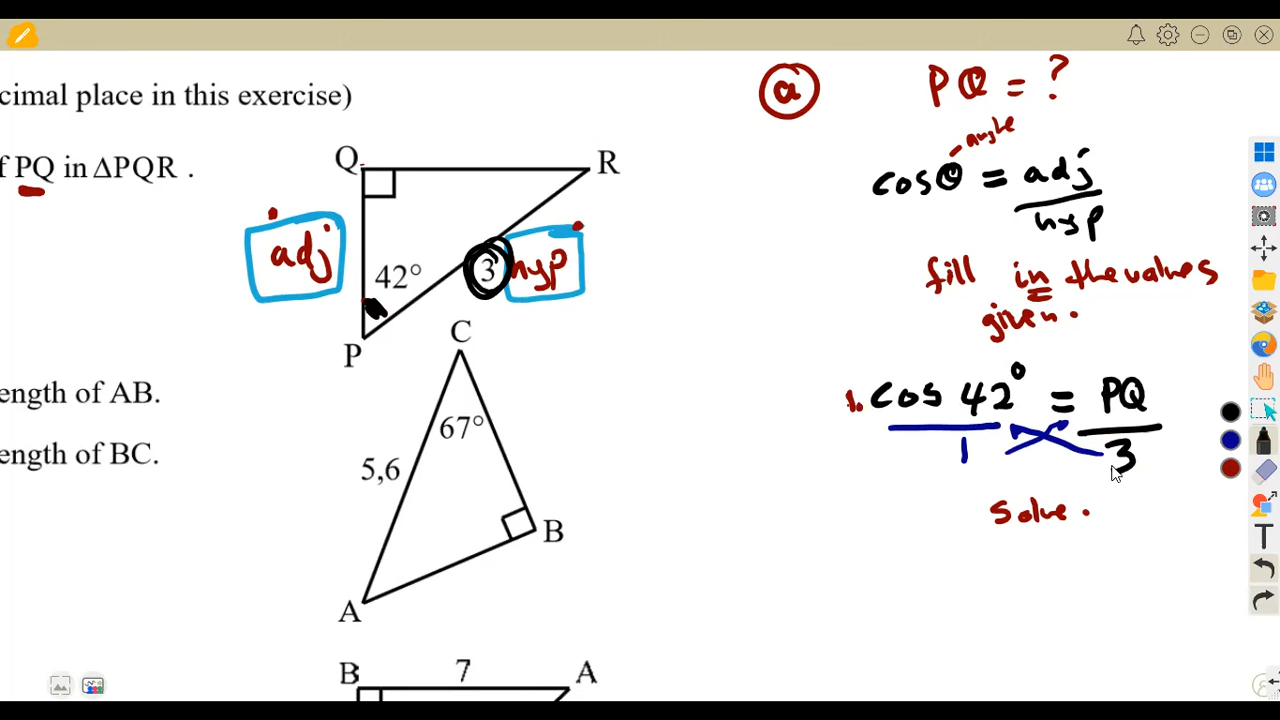 cimal place in this exercise)
f PQ in ΔPQR .
Q
R
adj
3
hyp
42°
P
C
67°
5,6
B
A
ength of AB.
ength of BC.
B
7
A
a
PQ = ?
angle
cosθ = adj
hyp
fill in the values
given.
1. cos 42° = PQ
1
3
solve.
T